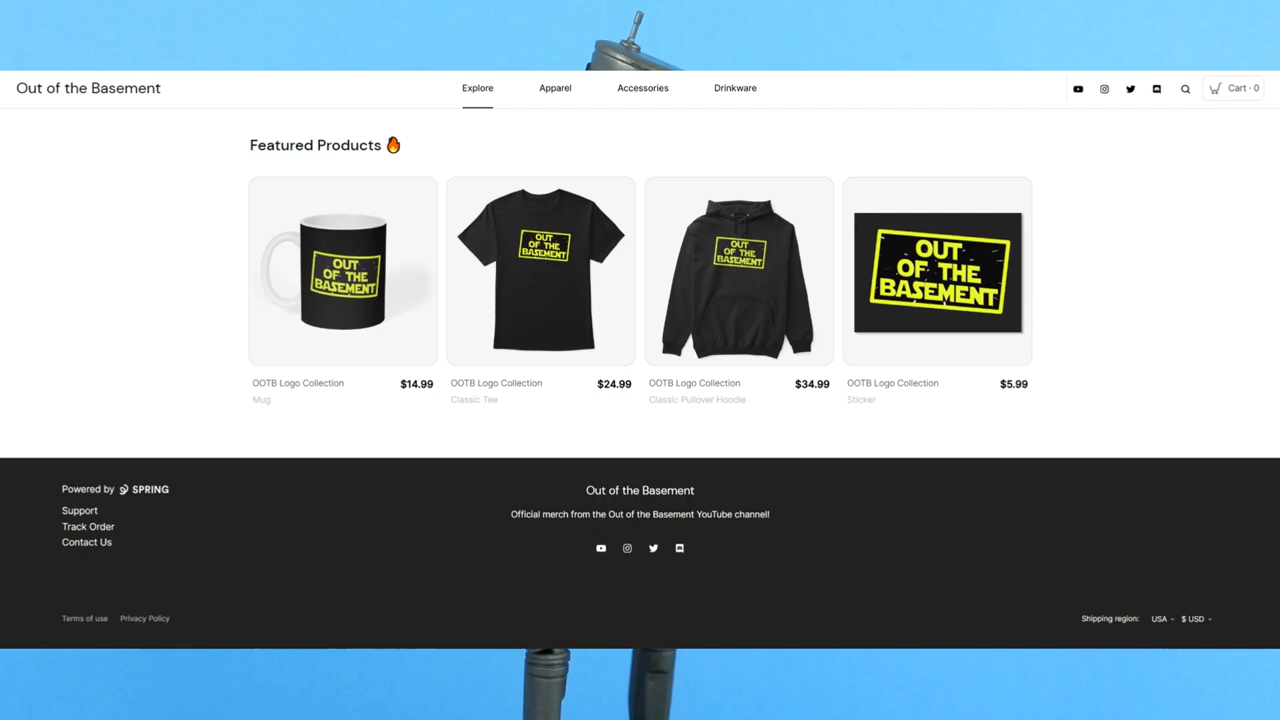 Out of the Basement
Explore
Apparel
Accessories
Drinkware
Cart · 0
Featured Products 🔥
OUT
OF THE
BASEMENT
OUT
OF THE
BASEMENT
OUT
OF THE
BASEMENT
OUT
OF THE
BASEMENT
OOTB Logo Collection $14.99
Mug
OOTB Logo Collection $24.99
Classic Tee
OOTB Logo Collection $34.99
Classic Pullover Hoodie
OOTB Logo Collection $5.99
Sticker
Powered by SPRING
Support
Track Order
Contact Us
Out of the Basement
Official merch from the Out of the Basement YouTube channel!
Terms of use
Privacy Policy
Shipping region: USA $ USD